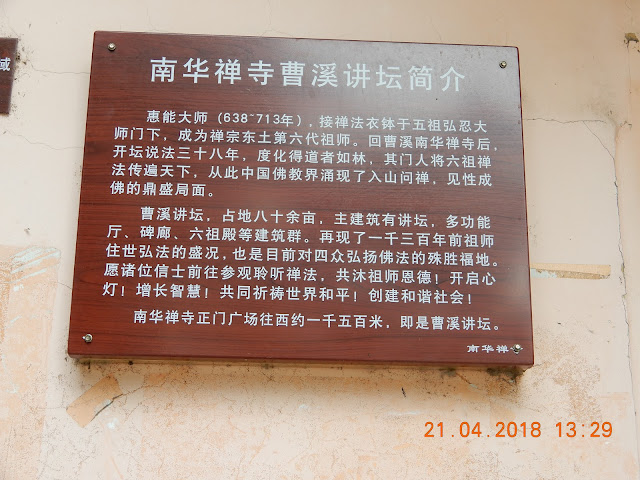 域
南华禅寺曹溪讲坛简介
惠能大师（638~713年），接禅法衣钵于五祖弘忍大
师门下，成为禅宗东土第六代祖师。回曹溪南华禅寺后，
开坛说法三十八年，度化得道者如林，其门人将六祖禅
法传遍天下，从此中国佛教界涌现了入山问禅，见性成
佛的鼎盛局面。
曹溪讲坛，占地八十余亩，主建筑有讲坛，多功能
厅、碑廊、六祖殿等建筑群。再现了一千三百年前祖师
住世弘法的盛况，也是目前对四众弘扬佛法的殊胜福地。
愿诸位信士前往参观聆听禅法，共沐祖师恩德！开启心
灯！增长智慧！共同祈祷世界和平！创建和谐社会！
南华禅寺正门广场往西约一千五百米，即是曹溪讲坛。
南华禅寺
21.04.2018 13:29